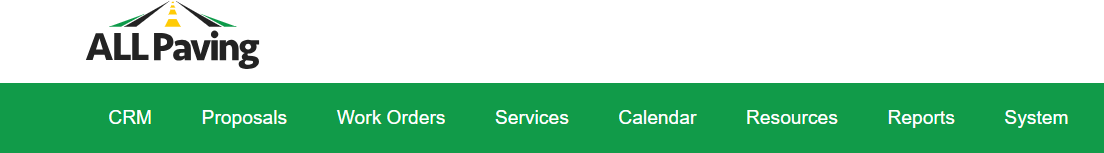 ALL Paving
CRM Proposals Work Orders Services Calendar Resources Reports System